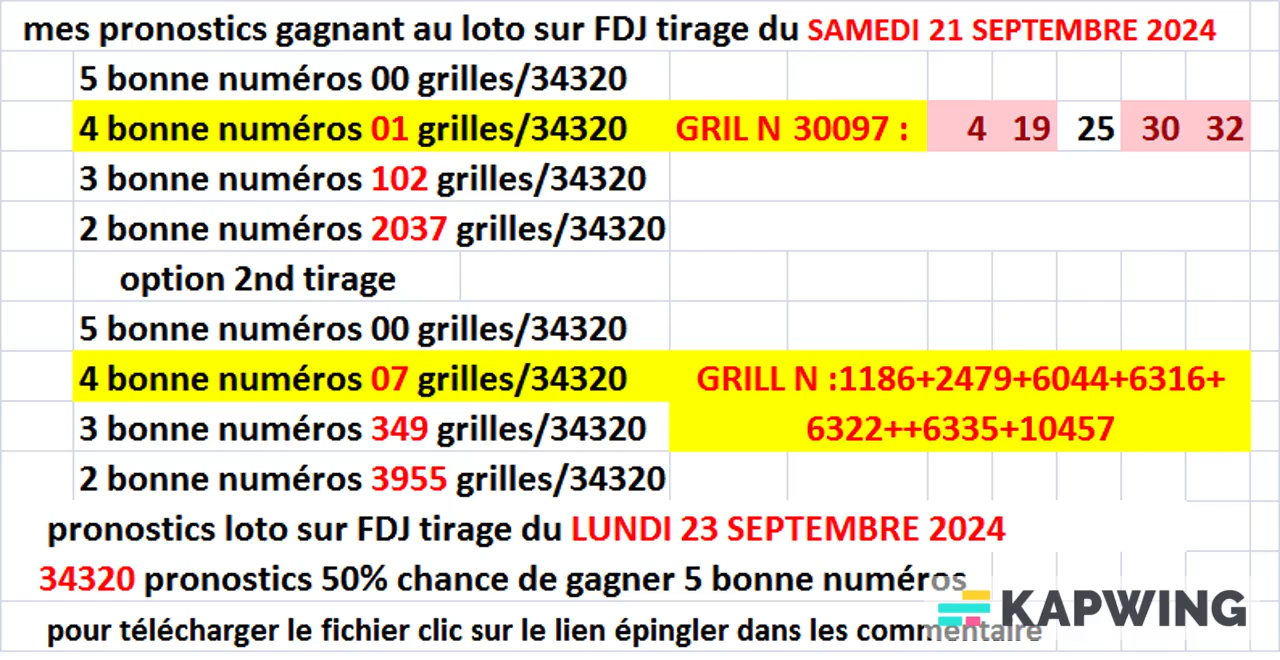 mes pronostics gagnant au loto sur FDJ tirage du SAMEDI 21 SEPTEMBRE 2024
5 bonne numéros 00 grilles/34320
4 bonne numéros 01 grilles/34320 GRIL N 30097 : 4 19 25 30 32
3 bonne numéros 102 grilles/34320
2 bonne numéros 2037 grilles/34320
option 2nd tirage
5 bonne numéros 00 grilles/34320
4 bonne numéros 07 grilles/34320 GRILL N :1186+2479+6044+6316+
3 bonne numéros 349 grilles/34320 6322++6335+10457
2 bonne numéros 3955 grilles/34320
pronostics loto sur FDJ tirage du LUNDI 23 SEPTEMBRE 2024
34320 pronostics 50% chance de gagner 5 bonne numéros
KAPWING
pour télécharger le fichier clic sur le lien épingler dans les commentaire